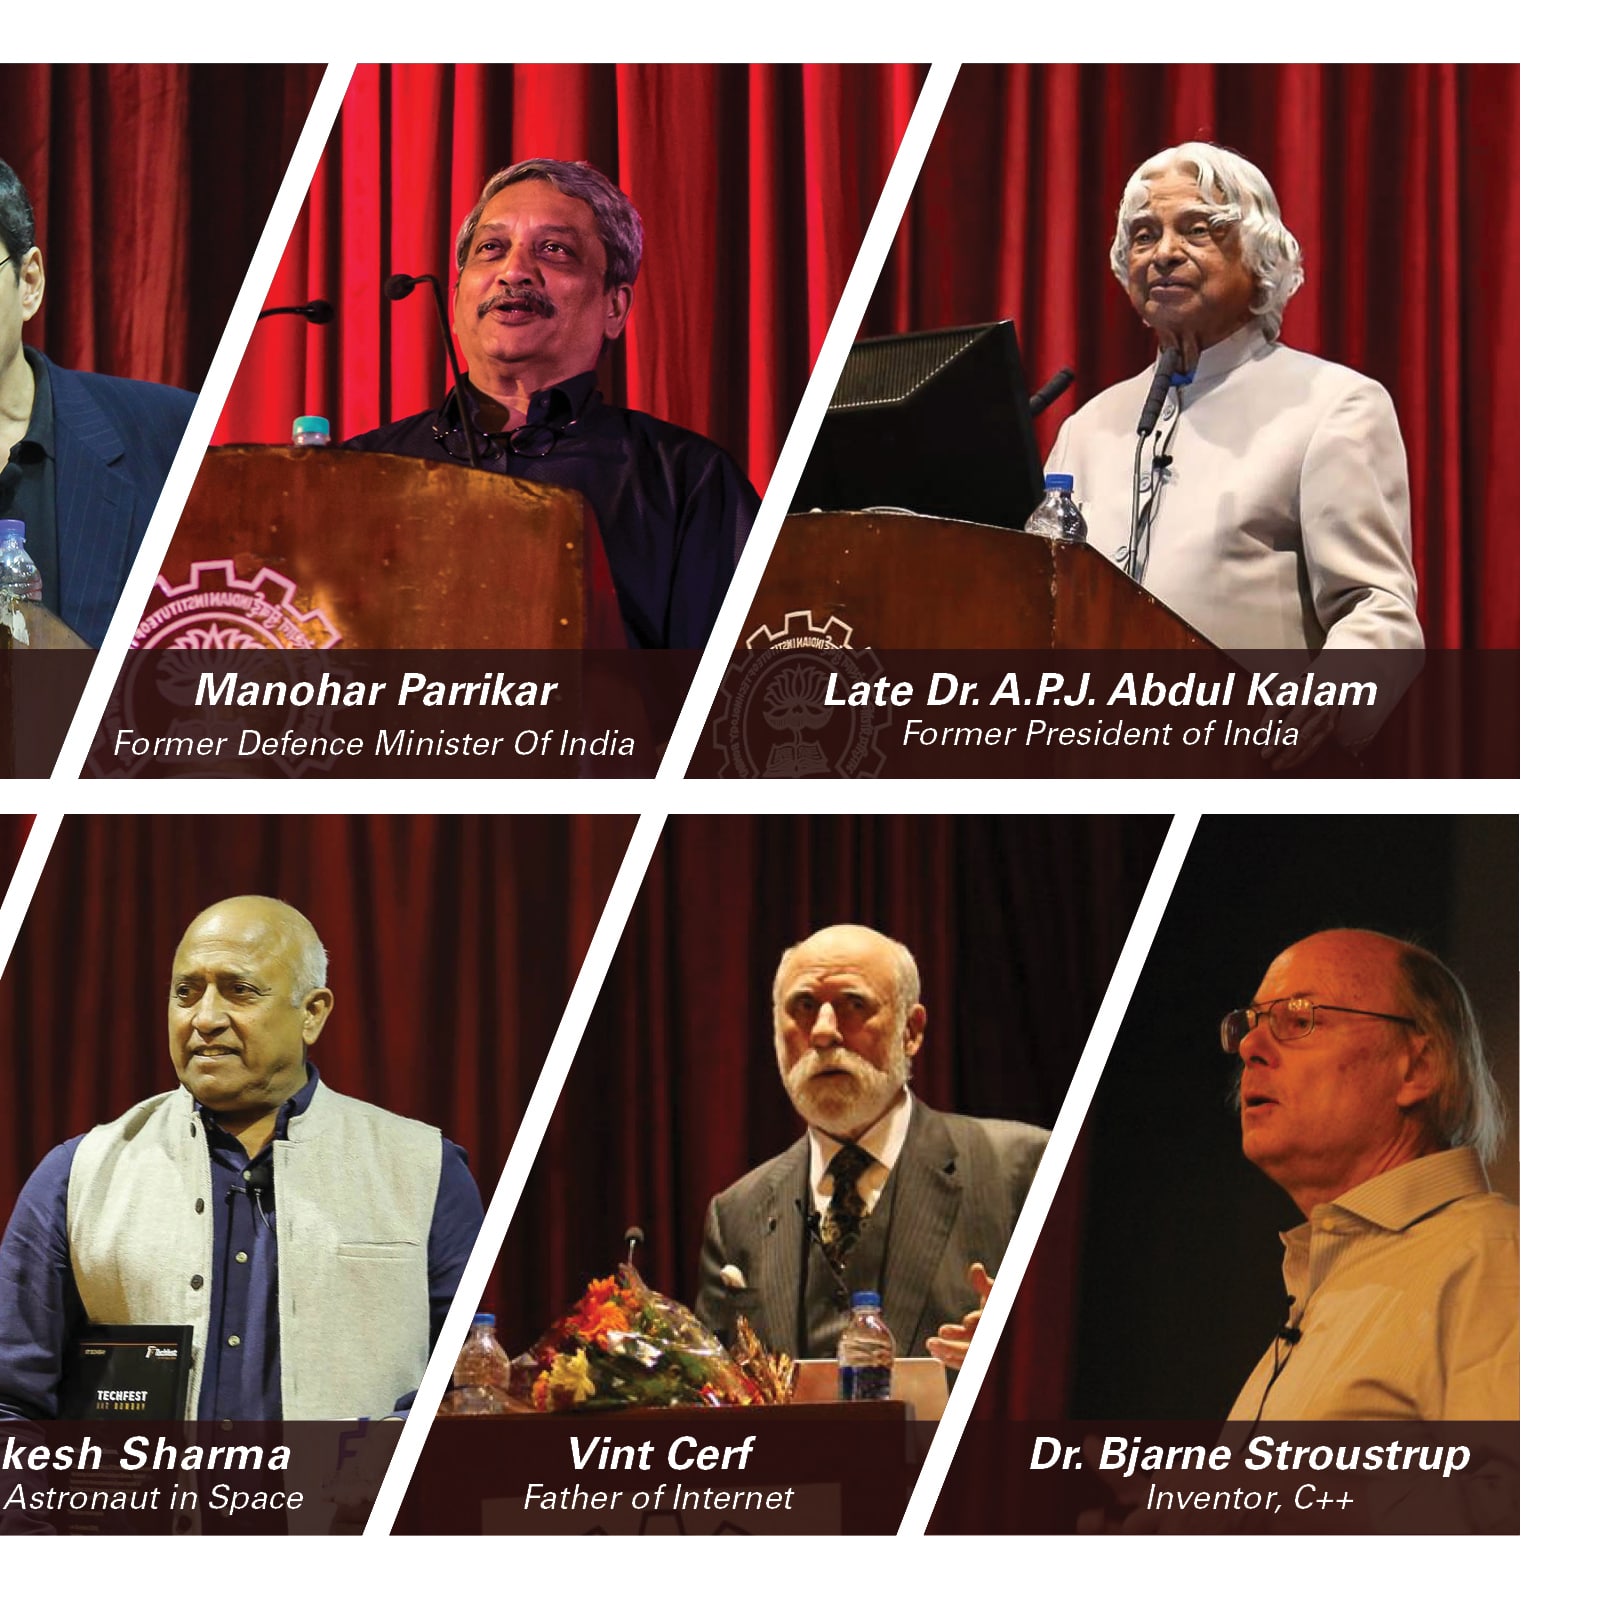 Manohar Parrikar
Former Defence Minister Of India
Late Dr. A.P.J. Abdul Kalam
Former President of India
TECHFEST
kesh Sharma
Astronaut in Space
Vint Cerf
Father of Internet
Dr. Bjarne Stroustrup
Inventor, C++